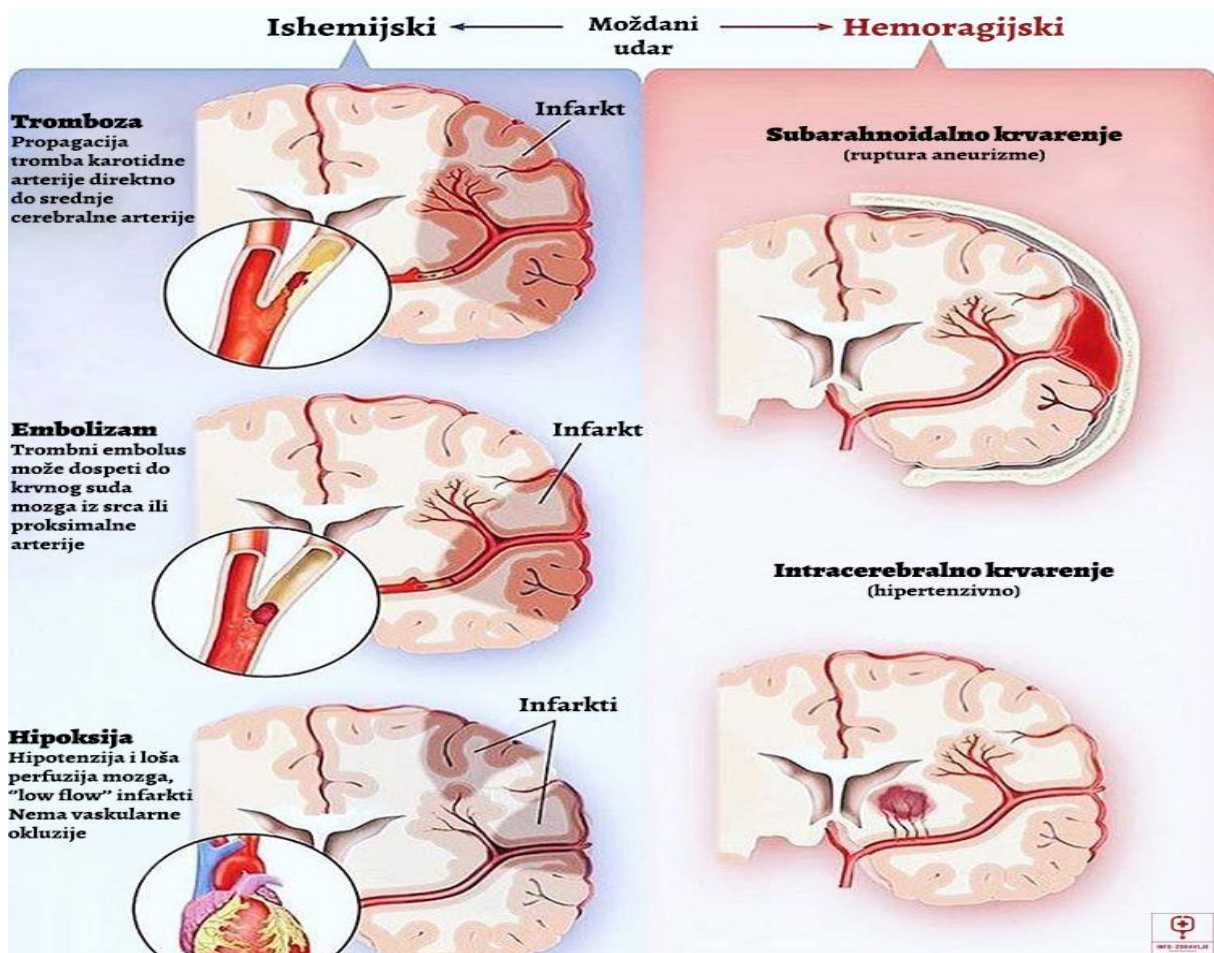 Ishemijski
Moždani
udar
Hemoragijski
Tromboza
Propagacija
tromba karotidne
arterije direktno
do srednje
cerebralne arterije
Infarkt
Embolizam
Trombni embolus
može dospeti do
krvnog suda
mozga iz srca ili
proksimalne
arterije
Infarkt
Hipoksija
Hipotenzija i loša
perfuzija mozga,
“low flow” infarkti
Nema vaskularne
okluzije
Infarkti
Subarahnoidalno krvarenje
(ruptura aneurizme)
Intracerebralno krvarenje
(hipertenzivno)
INFO-ZDRAVLJE